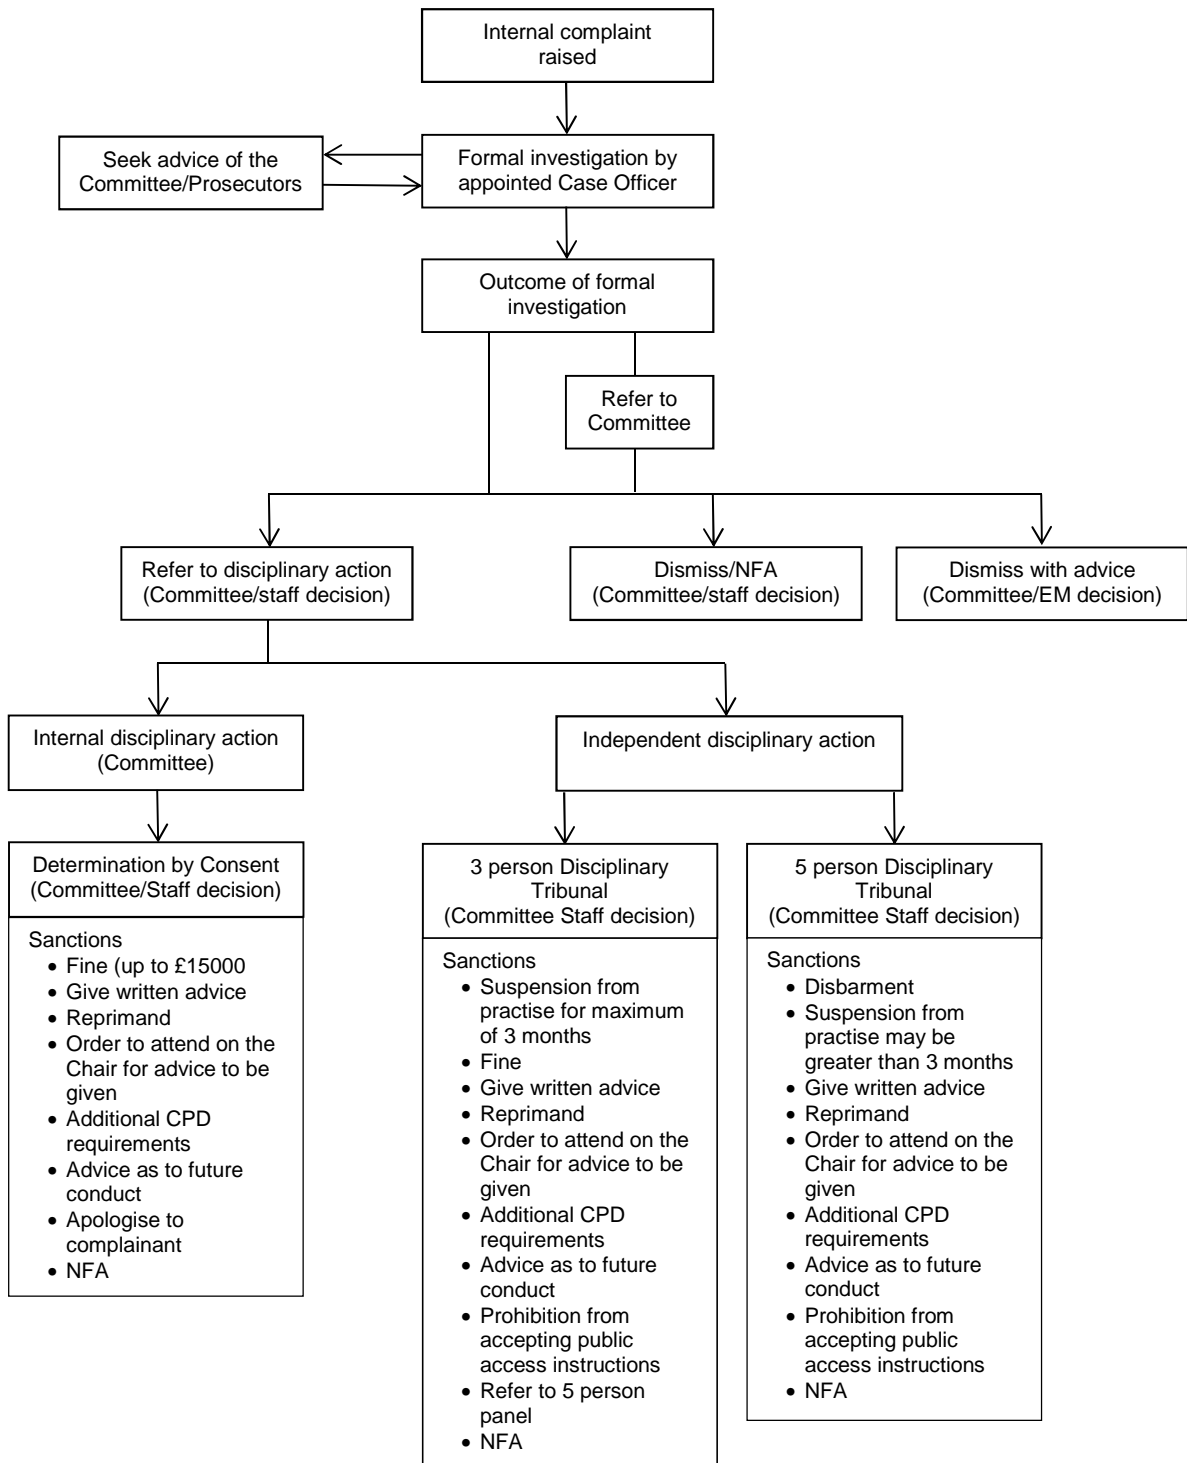 Internal complaint
raised
Seek advice of the
Committee/Prosecutors
Formal investigation by
appointed Case Officer
Outcome of formal
investigation
Refer to
Committee
Refer to disciplinary action
(Committee/staff decision)
Dismiss/NFA
(Committee/staff decision)
Dismiss with advice
(Committee/EM decision)
Internal disciplinary action
(Committee)
Independent disciplinary action
Determination by Consent
(Committee/Staff decision)
Sanctions
• Fine (up to £15000
• Give written advice
• Reprimand
• Order to attend on the
Chair for advice to be
given
• Additional CPD
requirements
• Advice as to future
conduct
• Apologise to
complainant
• NFA
3 person Disciplinary
Tribunal
(Committee Staff decision)
Sanctions
• Suspension from
practise for maximum
of 3 months
• Fine
• Give written advice
• Reprimand
• Order to attend on the
Chair for advice to be
given
• Additional CPD
requirements
• Advice as to future
conduct
• Prohibition from
accepting public
access instructions
• Refer to 5 person
panel
• NFA
5 person Disciplinary
Tribunal
(Committee Staff decision)
Sanctions
• Disbarment
• Suspension from
practise may be
greater than 3 months
• Give written advice
• Reprimand
• Order to attend on the
Chair for advice to be
given
• Additional CPD
requirements
• Advice as to future
conduct
• Prohibition from
accepting public
access instructions
• NFA